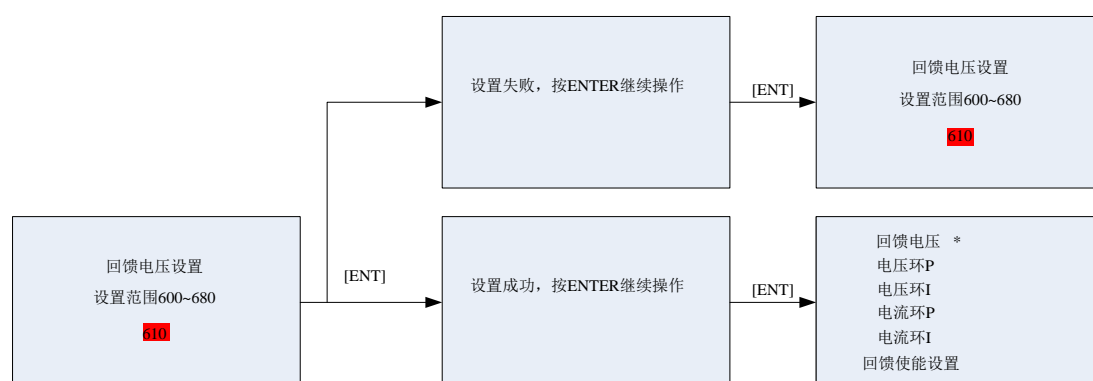 设置失败，按ENTER继续操作
[ENT]
回馈电压设置
设置范围600~680
610
回馈电压设置
设置范围600~680
610
[ENT]
设置成功，按ENTER继续操作
[ENT]
回馈电压 *
电压环P
电压环I
电流环P
电流环I
回馈使能设置